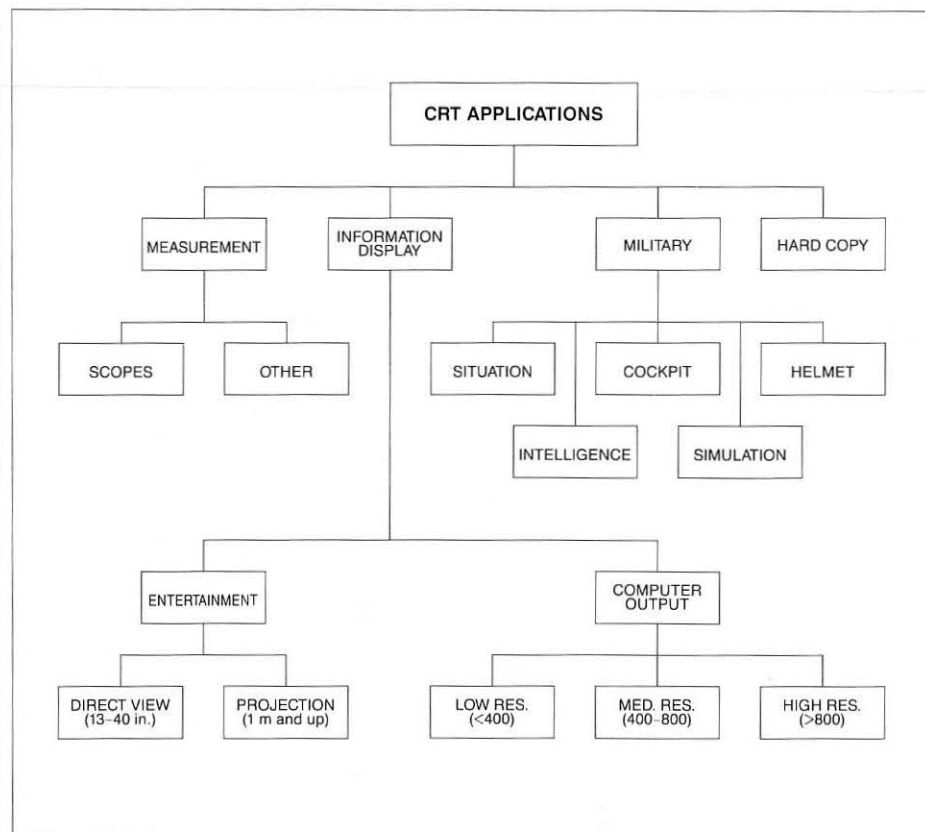 CRT APPLICATIONS
MEASUREMENT
INFORMATION
DISPLAY
MILITARY
HARD COPY
SCOPES
OTHER
SITUATION
COCKPIT
HELMET
INTELLIGENCE
SIMULATION
ENTERTAINMENT
COMPUTER
OUTPUT
DIRECT VIEW
(13-40 in.)
PROJECTION
(1 m and up)
LOW RES.
(<400)
MED. RES.
(400-800)
HIGH RES.
(>800)